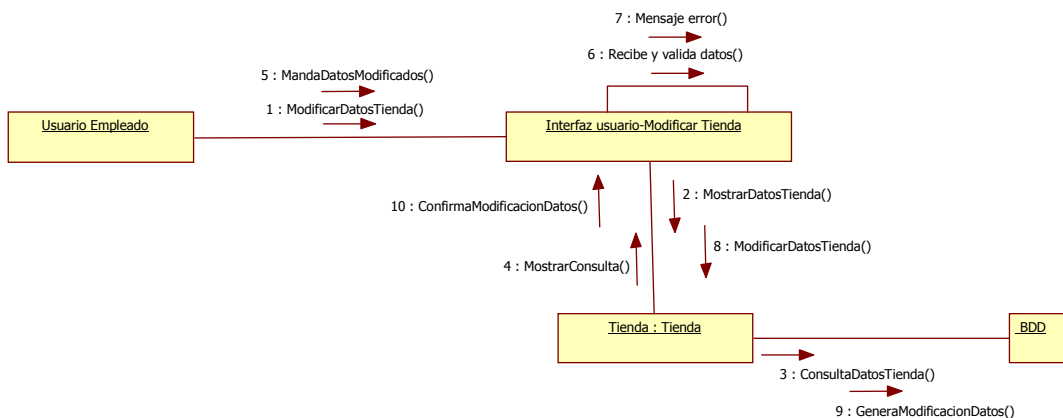 7 : Mensaje error()
6 : Recibe y valida datos()
5 : MandaDatosModificados()
1 : ModificarDatosTienda()
Usuario Empleado
Interfaz usuario-Modificar Tienda
10 : ConfirmaModificacionDatos()
2 : MostrarDatosTienda()
8 : ModificarDatosTienda()
4 : MostrarConsulta()
Tienda : Tienda
BDD
3 : ConsultaDatosTienda()
9 : GeneraModificacionDatos()